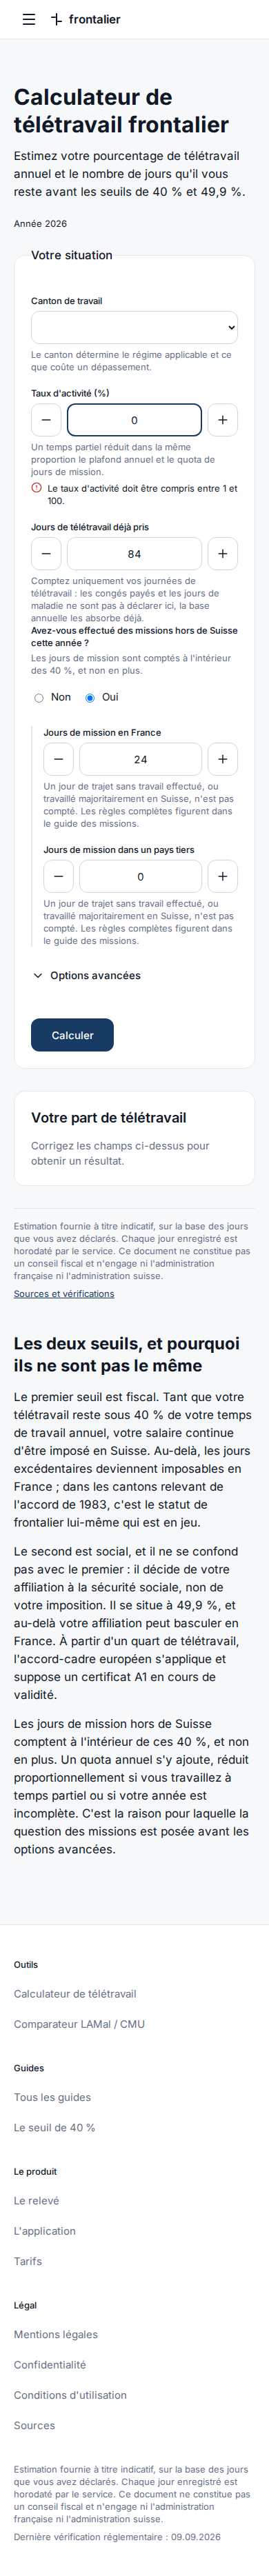 frontalier
Calculateur de
télétravail frontalier
Estimez votre pourcentage de télétravail
annuel et le nombre de jours qu'il vous
reste avant les seuils de 40 % et 49,9 %.
Année 2026
Votre situation
Canton de travail
Le canton détermine le régime applicable et ce
que coûte un dépassement.
Taux d'activité (%)
0
Un temps partiel réduit dans la même
proportion le plafond annuel et le quota de
jours de mission.
Le taux d'activité doit être compris entre 1 et
100.
Jours de télétravail déjà pris
84
Comptez uniquement vos journées de
télétravail : les congés payés et les jours de
maladie ne sont pas à déclarer ici, la base
annuelle les absorbe déjà.
Avez-vous effectué des missions hors de Suisse
cette année ?
Les jours de mission sont comptés à l'intérieur
des 40 %, et non en plus.
Non Oui
Jours de mission en France
24
Un jour de trajet sans travail effectué, ou
travaillé majoritairement en Suisse, n'est pas
compté. Les règles complètes figurent dans
le guide des missions.
Jours de mission dans un pays tiers
0
Un jour de trajet sans travail effectué, ou
travaillé majoritairement en Suisse, n'est pas
compté. Les règles complètes figurent dans
le guide des missions.
Options avancées
Calculer
Votre part de télétravail
Corrigez les champs ci-dessus pour
obtenir un résultat.
Estimation fournie à titre indicatif, sur la base des jours
que vous avez déclarés. Chaque jour enregistré est
horodaté par le service. Ce document ne constitue pas
un conseil fiscal et n'engage ni l'administration
française ni l'administration suisse.
Sources et vérifications
Les deux seuils, et pourquoi
ils ne sont pas le même
Le premier seuil est fiscal. Tant que votre
télétravail reste sous 40 % de votre temps
de travail annuel, votre salaire continue
d'être imposé en Suisse. Au-delà, les jours
excédentaires deviennent imposables en
France ; dans les cantons relevant de
l'accord de 1983, c'est le statut de
frontalier lui-même qui est en jeu.
Le second est social, et il ne se confond
pas avec le premier : il décide de votre
affiliation à la sécurité sociale, non de
votre imposition. Il se situe à 49,9 %, et
au-delà votre affiliation peut basculer en
France. À partir d'un quart de télétravail,
l'accord-cadre européen s'applique et
suppose un certificat A1 en cours de
validité.
Les jours de mission hors de Suisse
comptent à l'intérieur de ces 40 %, et non
en plus. Un quota annuel s'y ajoute, réduit
proportionnellement si vous travaillez à
temps partiel ou si votre année est
incomplète. C'est la raison pour laquelle la
question des missions est posée avant les
options avancées.
Outils
Calculateur de télétravail
Comparateur LAMal / CMU
Guides
Tous les guides
Le seuil de 40 %
Le produit
Le relevé
L'application
Tarifs
Légal
Mentions légales
Confidentialité
Conditions d'utilisation
Sources
Estimation fournie à titre indicatif, sur la base des jours
que vous avez déclarés. Chaque jour enregistré est
horodaté par le service. Ce document ne constitue pas
un conseil fiscal et n'engage ni l'administration
française ni l'administration suisse.
Dernière vérification réglementaire : 09.09.2026